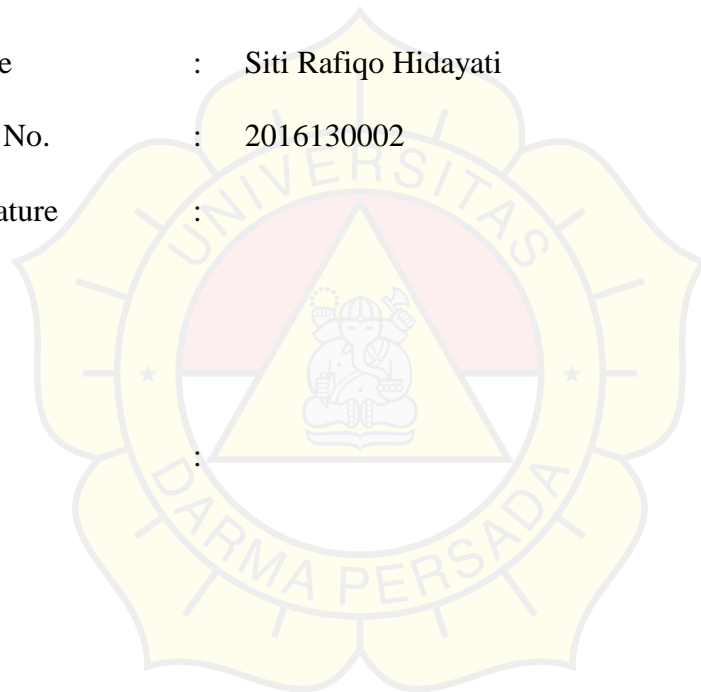 e : Siti Rafiqo Hidayati
No. : 2016130002
ature :
:
UNIVERSITAS
DARMA PERSADA